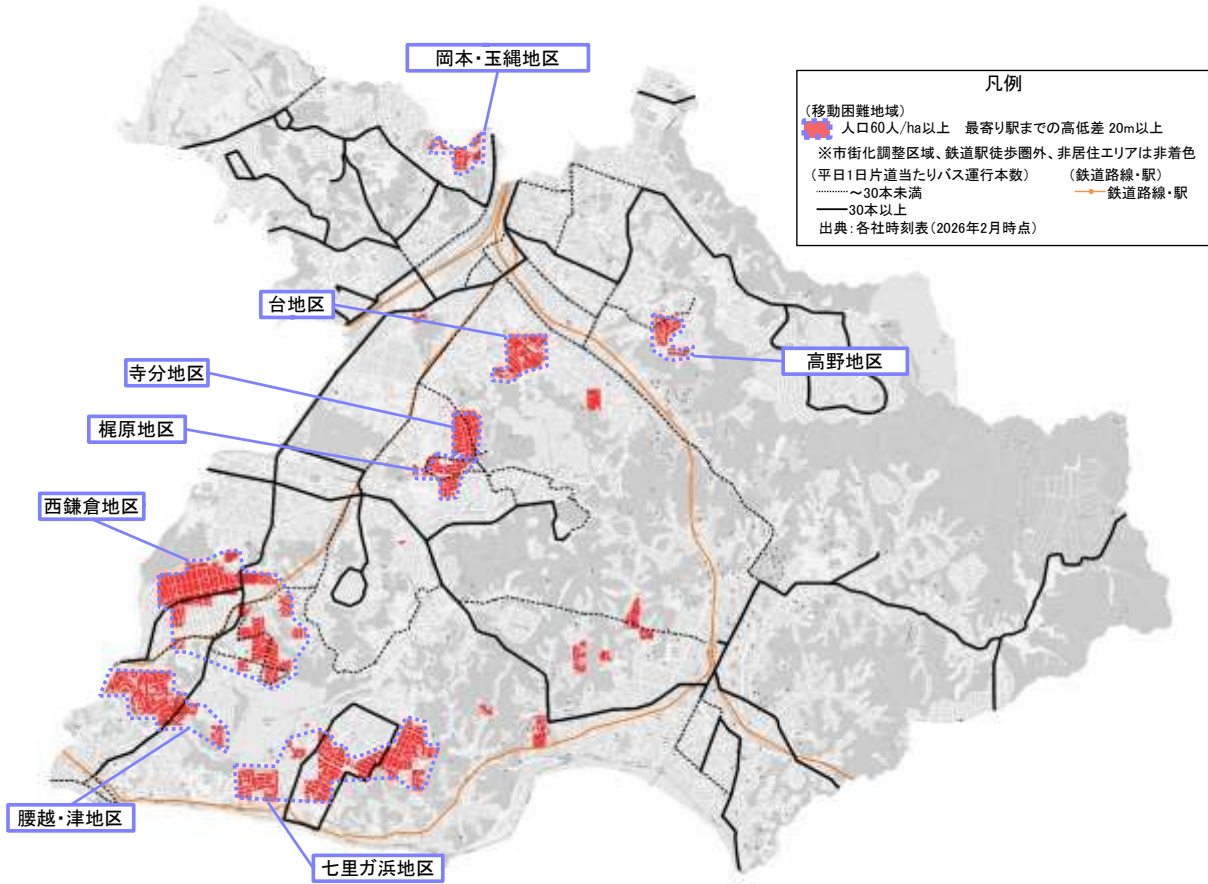 岡本・玉縄地区
凡例
(移動困難地域)
人口60人/ha以上　最寄り駅までの高低差 20m以上
※市街化調整区域、鉄道駅徒歩圏外、非居住エリアは非着色
(平日1日片道当たりバス運行本数)　(鉄道路線・駅)
～30本未満　鉄道路線・駅
30本以上
出典：各社時刻表(2026年2月時点)
台地区
高野地区
寺分地区
梶原地区
西鎌倉地区
腰越・津地区
七里ガ浜地区